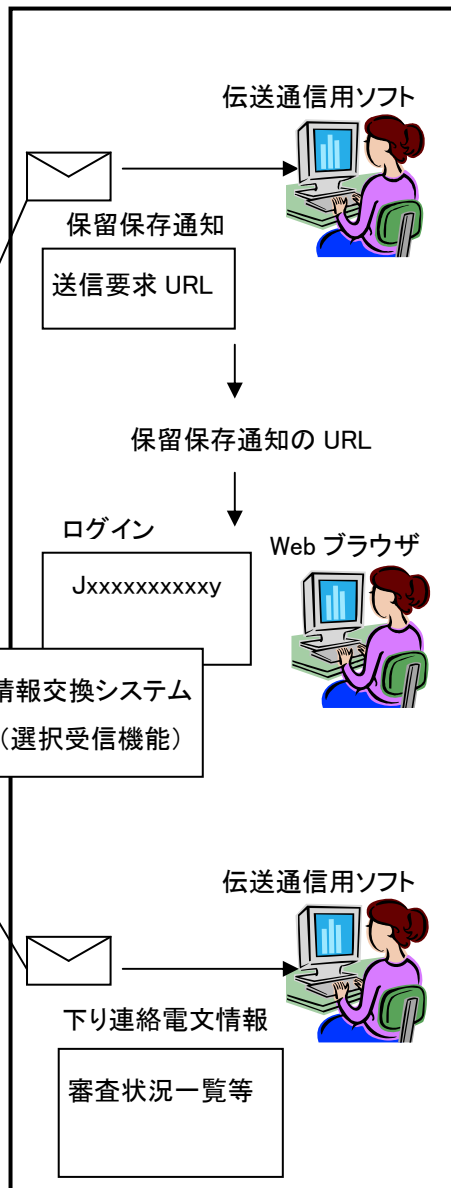 伝送通信用ソフト
保留保存通知
送信要求 URL
保留保存通知の URL
ログイン
Web ブラウザ
Jxxxxxxxxxxy
情報交換システム
（選択受信機能）
伝送通信用ソフト
下り連絡電文情報
審査状況一覧等